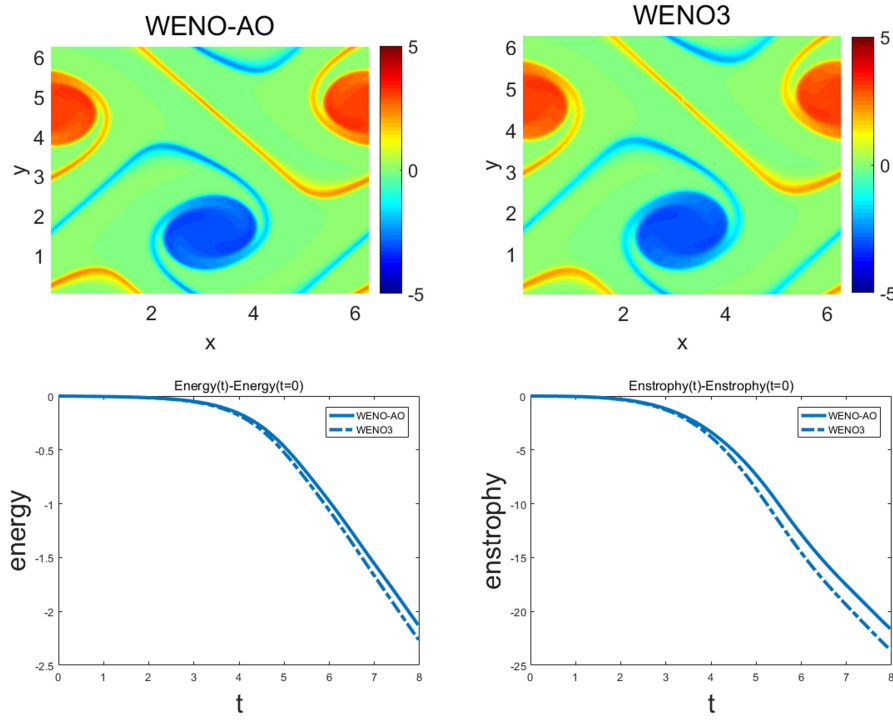 WENO-AO
WENO3
6
5
4
3
2
1
y
2 4 6
x
5
0
-5
6
5
4
3
2
1
y
2 4 6
x
5
0
-5
Energy(t)-Energy(t=0)
WENO-AO
WENO3
0
-0.5
-1
-1.5
-2
-2.5
energy
0 1 2 3 4 5 6 7 8
t
Enstrophy(t)-Enstrophy(t=0)
WENO-AO
WENO3
0
-5
-10
-15
-20
-25
enstrophy
0 1 2 3 4 5 6 7 8
t